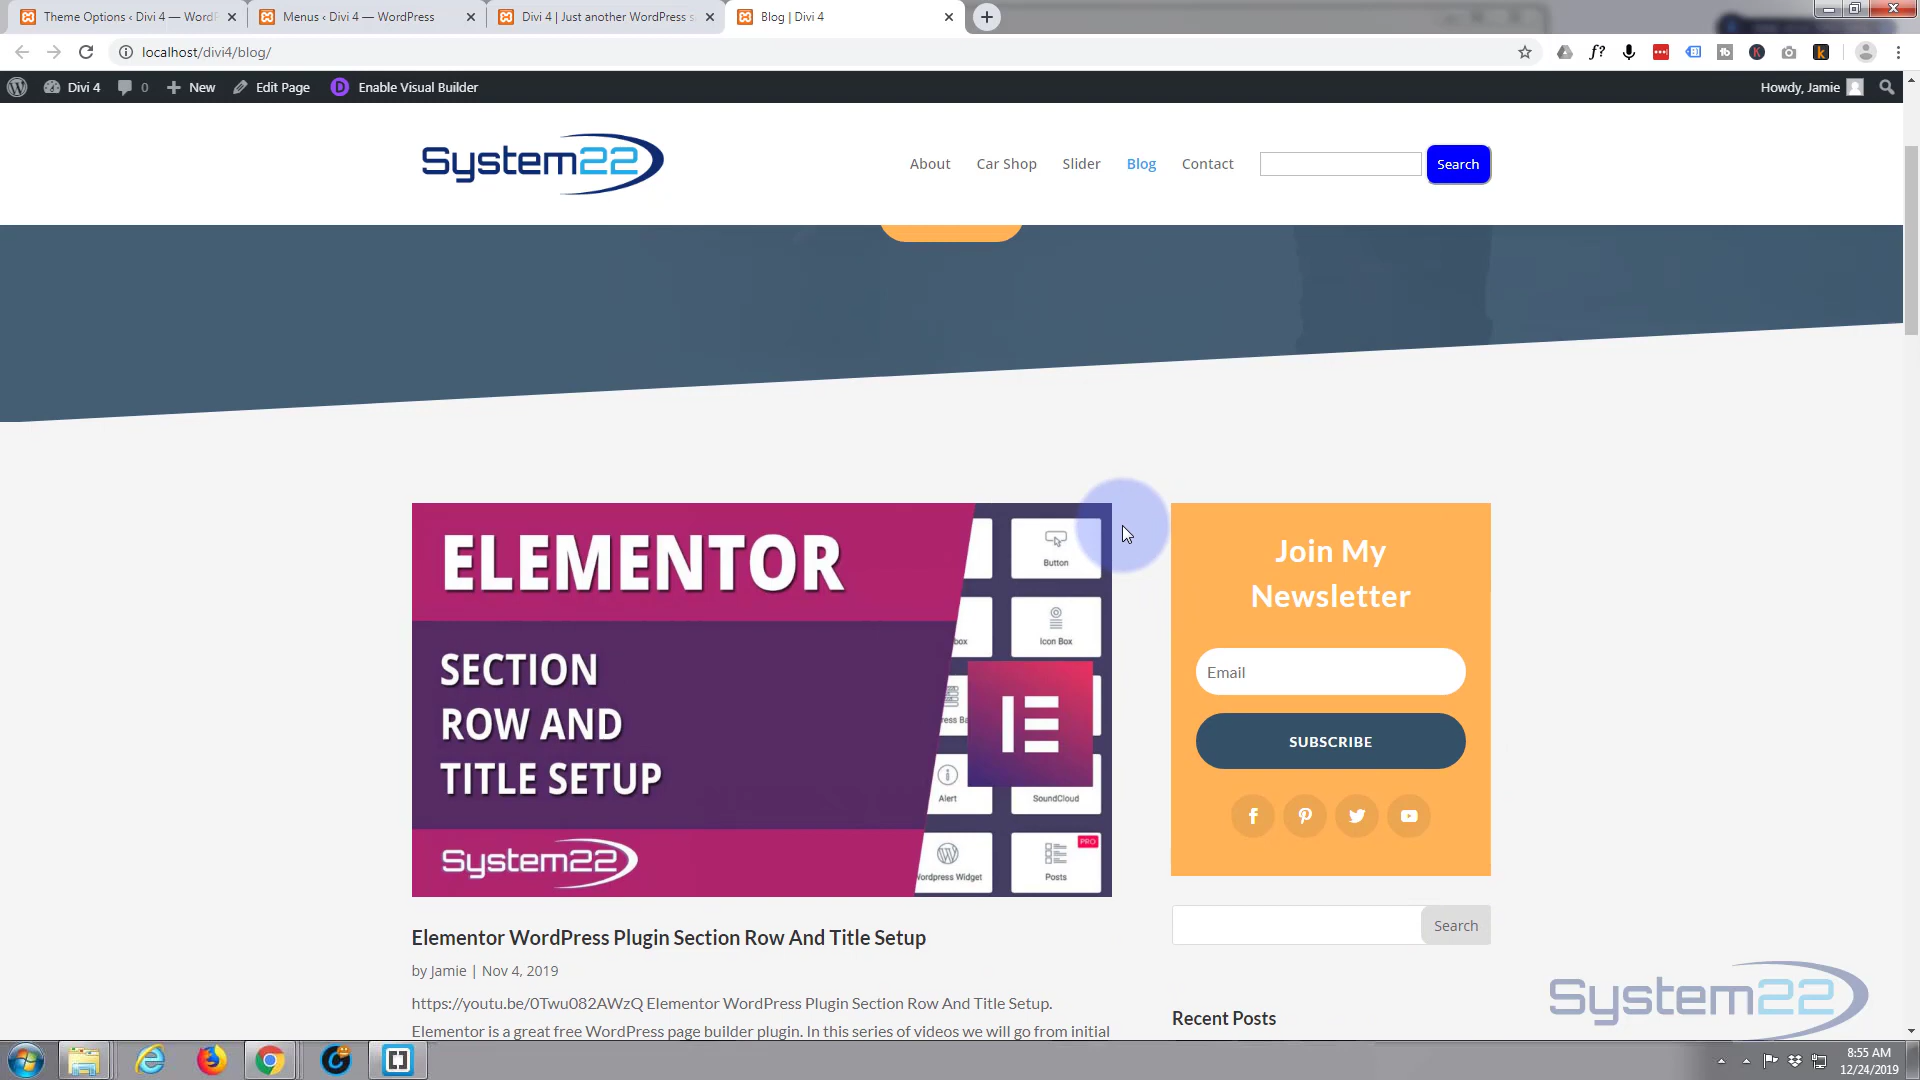 Theme Options ‹ Divi 4 — WordP
Menus ‹ Divi 4 — WordPress
Divi 4 | Just another WordPress s
Blog | Divi 4
localhost/divi4/blog/
Divi 4
0
New
Edit Page
D
Enable Visual Builder
Howdy, Jamie
System22
About
Car Shop
Slider
Blog
Contact
Search
ELEMENTOR
SECTION
ROW AND
TITLE SETUP
System22
Button
box
Icon Box
ress Ba
Alert
SoundCloud
PRO
Wordpress Widget
Posts
Join My
Newsletter
Email
SUBSCRIBE
Search
Elementor WordPress Plugin Section Row And Title Setup
by Jamie | Nov 4, 2019
https://youtu.be/0Twu082AWzQ Elementor WordPress Plugin Section Row And Title Setup.
Elementor is a great free WordPress page builder plugin. In this series of videos we will go from initial
Recent Posts
System22
8:55 AM
12/24/2019